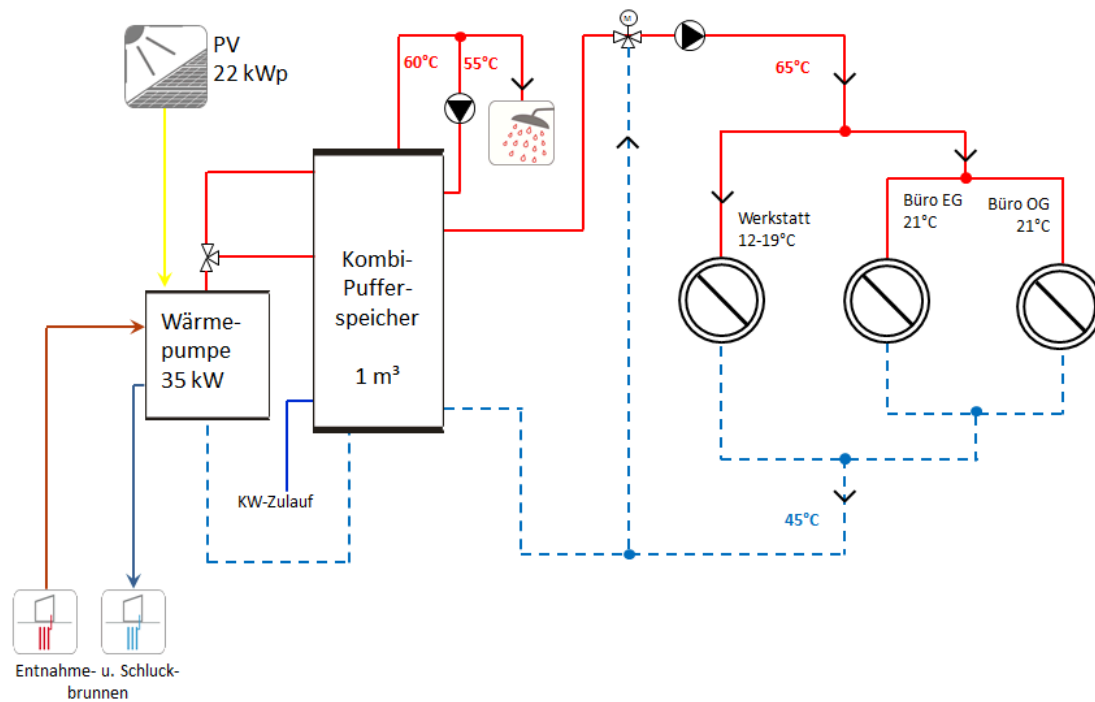 PV
22 kWp
60°C
55°C
M
65°C
Werkstatt
12-19°C
Büro EG
21°C
Büro OG
21°C
Kombi-
Puffer-
speicher
1 m³
Wärme-
pumpe
35 kW
KW-Zulauf
45°C
Entnahme- u. Schluck-
brunnen